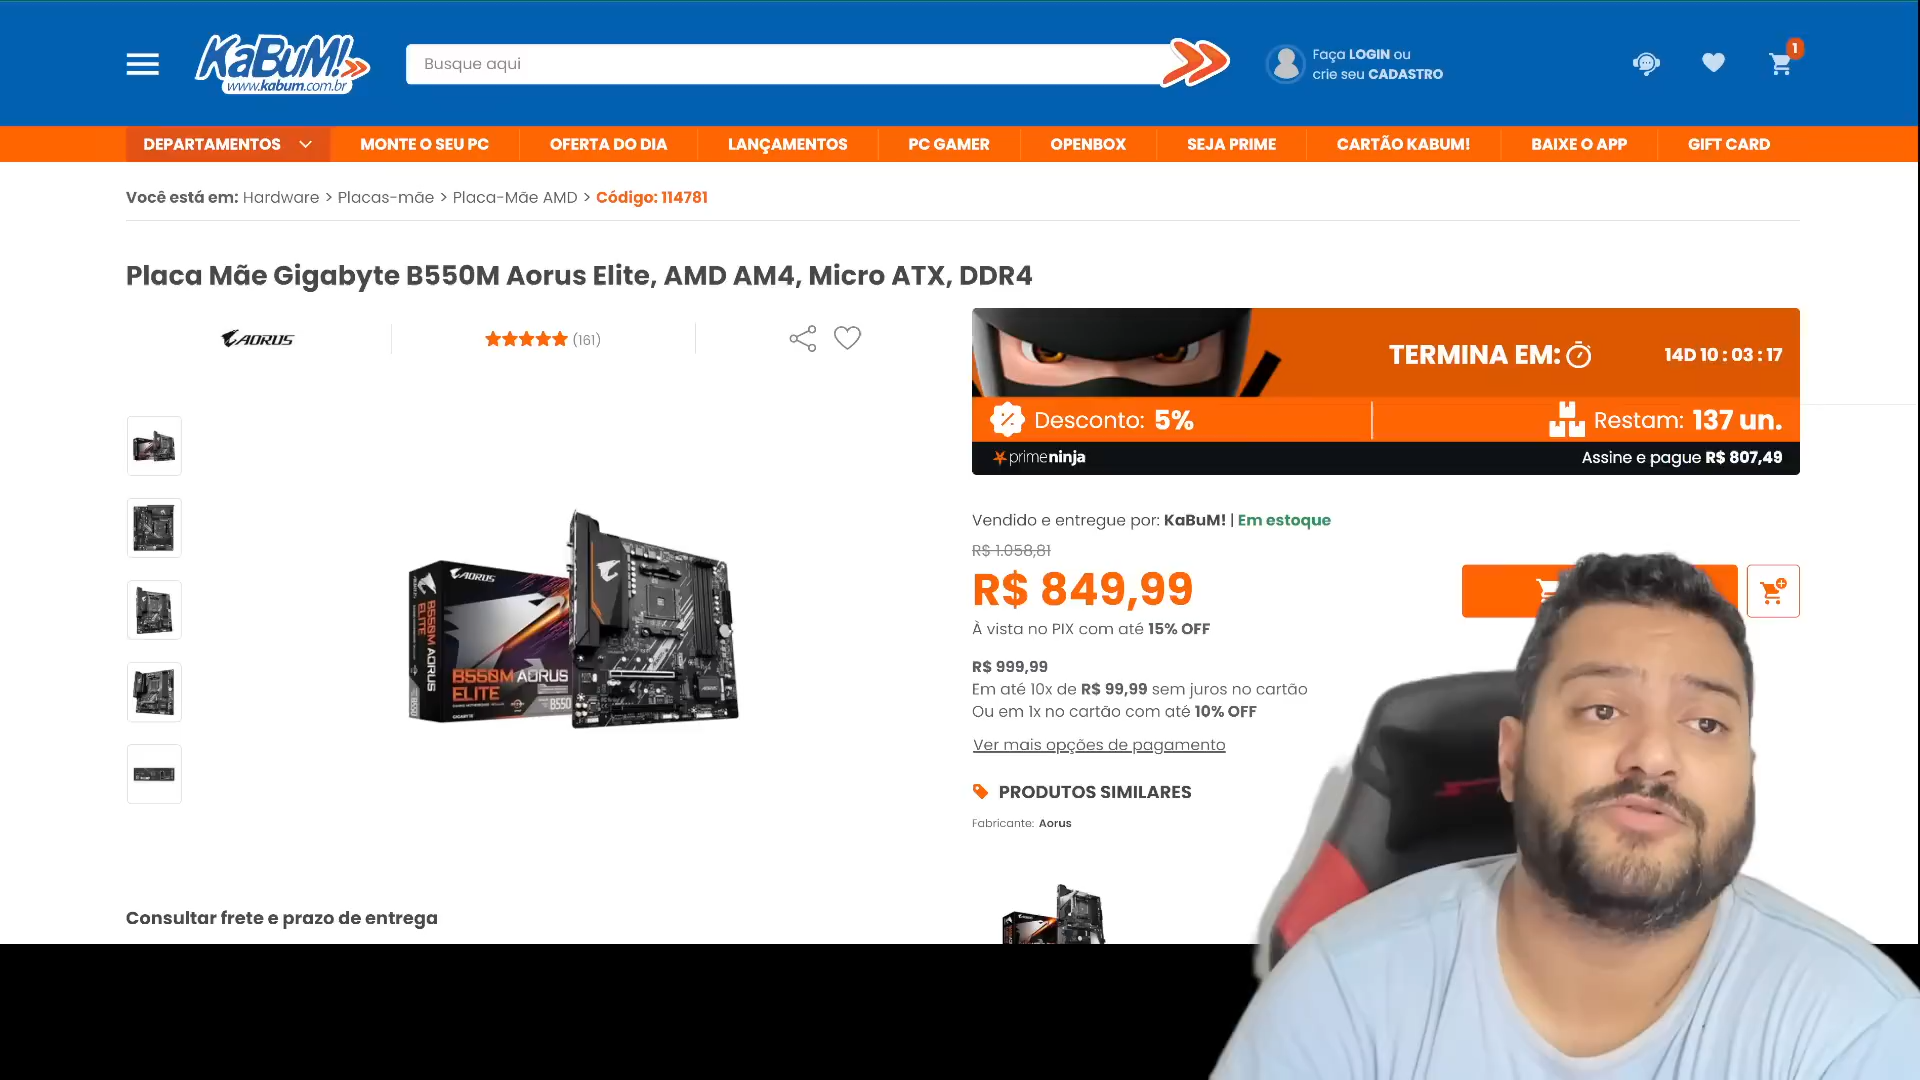 KaBuM!
www.kabum.com.br
Busque aqui
Faça LOGIN ou
crie seu CADASTRO
1
DEPARTAMENTOS
MONTE O SEU PC
OFERTA DO DIA
LANÇAMENTOS
PC GAMER
OPENBOX
SEJA PRIME
CARTÃO KABUM!
BAIXE O APP
GIFT CARD
Você está em: Hardware > Placas-mãe > Placa-Mãe AMD > Código: 114781
Placa Mãe Gigabyte B550M Aorus Elite, AMD AM4, Micro ATX, DDR4
AORUS
(161)
TERMINA EM:
14D 10 : 03 : 17
Desconto: 5%
Restam: 137 un.
primeninja
Assine e pague R$ 807,49
Vendido e entregue por: KaBuM! | Em estoque
R$ 1.058,81
R$ 849,99
À vista no PIX com até 15% OFF
R$ 999,99
Em até 10x de R$ 99,99 sem juros no cartão
Ou em 1x no cartão com até 10% OFF
Ver mais opções de pagamento
PRODUTOS SIMILARES
Fabricante: Aorus
AORUS
B550M AORUS ELITE
B550M AORUS
ELITE
B550
Consultar frete e prazo de entrega